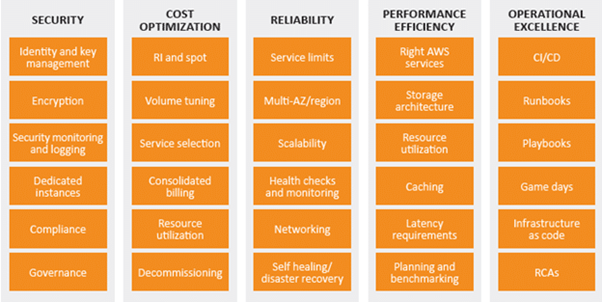 SECURITY
Identity and key
management
Encryption
Security monitoring
and logging
Dedicated
instances
Compliance
Governance
COST
OPTIMIZATION
RI and spot
Volume tuning
Service selection
Consolidated
billing
Resource
utilization
Decommissioning
RELIABILITY
Service limits
Multi-AZ/region
Scalability
Health checks
and monitoring
Networking
Self healing/
disaster recovery
PERFORMANCE
EFFICIENCY
Right AWS
services
Storage
architecture
Resource
utilization
Caching
Latency
requirements
Planning and
benchmarking
OPERATIONAL
EXCELLENCE
CI/CD
Runbooks
Playbooks
Game days
Infrastructure
as code
RCAs